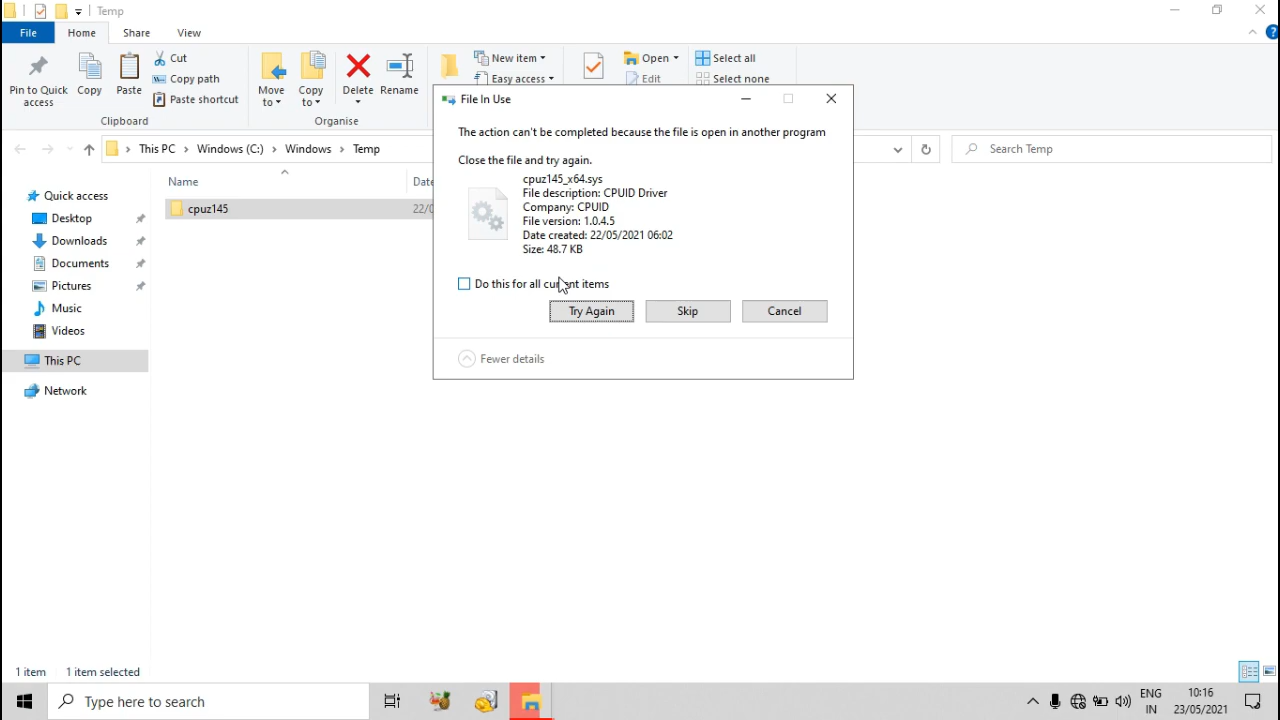 Temp
File
Home
Share
View
Pin to Quick access
Copy
Paste
Cut
Copy path
Paste shortcut
Clipboard
Move to
Copy to
Delete
Rename
Organise
New item
Easy access
Open
Edit
Select all
Select none
This PC > Windows (C:) > Windows > Temp
Search Temp
Quick access
Desktop
Downloads
Documents
Pictures
Music
Videos
This PC
Network
Name
Date
cpuz145
22/0
File In Use
The action can't be completed because the file is open in another program
Close the file and try again.
cpuz145_x64.sys
File description: CPUID Driver
Company: CPUID
File version: 1.0.4.5
Date created: 22/05/2021 06:02
Size: 48.7 KB
Do this for all current items
Try Again
Skip
Cancel
Fewer details
1 item
1 item selected
Type here to search
ENG
IN
10:16
23/05/2021